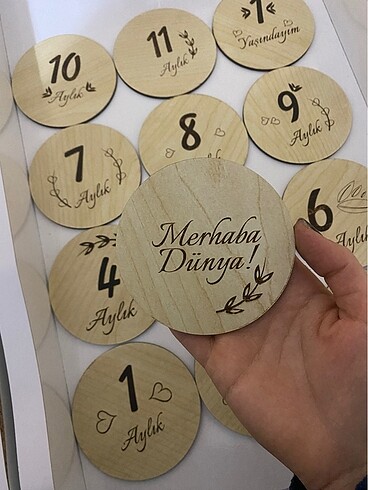 10
Aylık
11
Aylık
1
Yaşındayım
7
Aylık
8
9
Aylık
Merhaba
Dünya!
6
Aylık
4
Aylık
1
Aylık